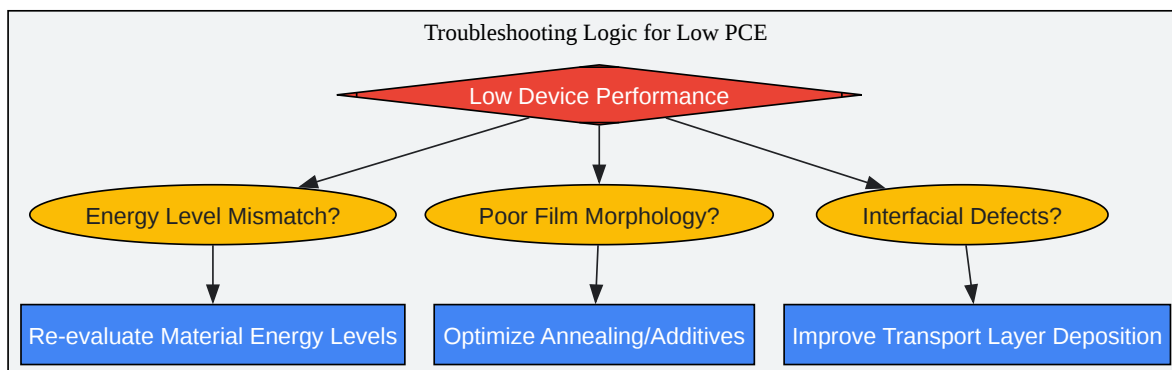 Troubleshooting Logic for Low PCE
Low Device Performance
Energy Level Mismatch?
Poor Film Morphology?
Interfacial Defects?
Re-evaluate Material Energy Levels
Optimize Annealing/Additives
Improve Transport Layer Deposition